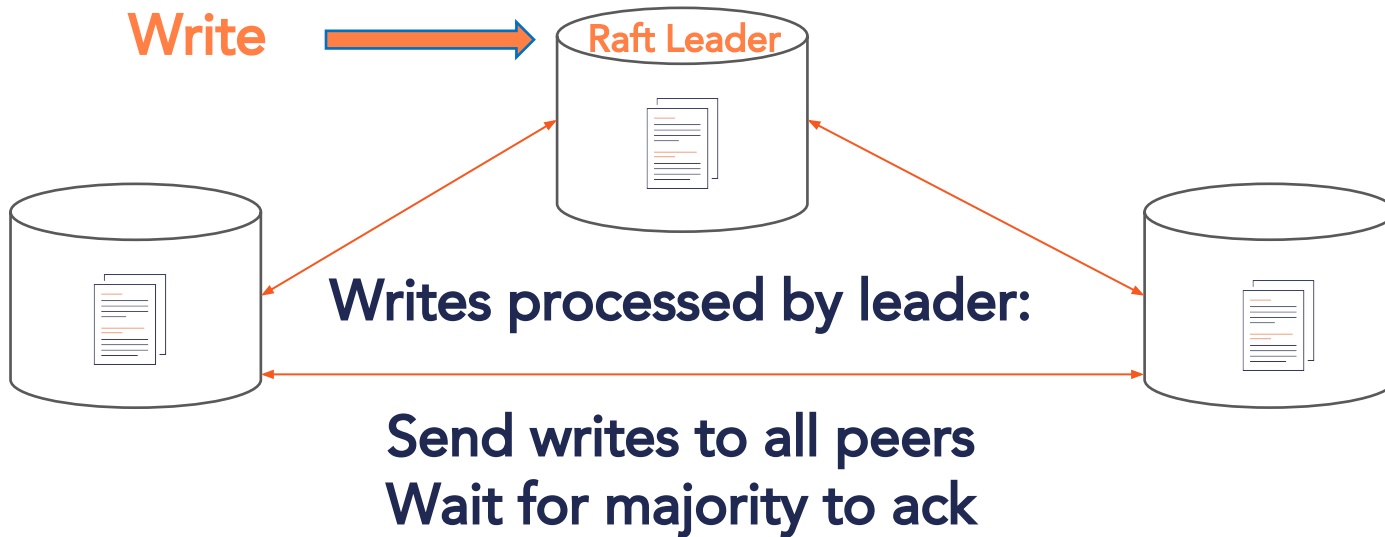 Write
Raft Leader
Writes processed by leader:
Send writes to all peers
Wait for majority to ack